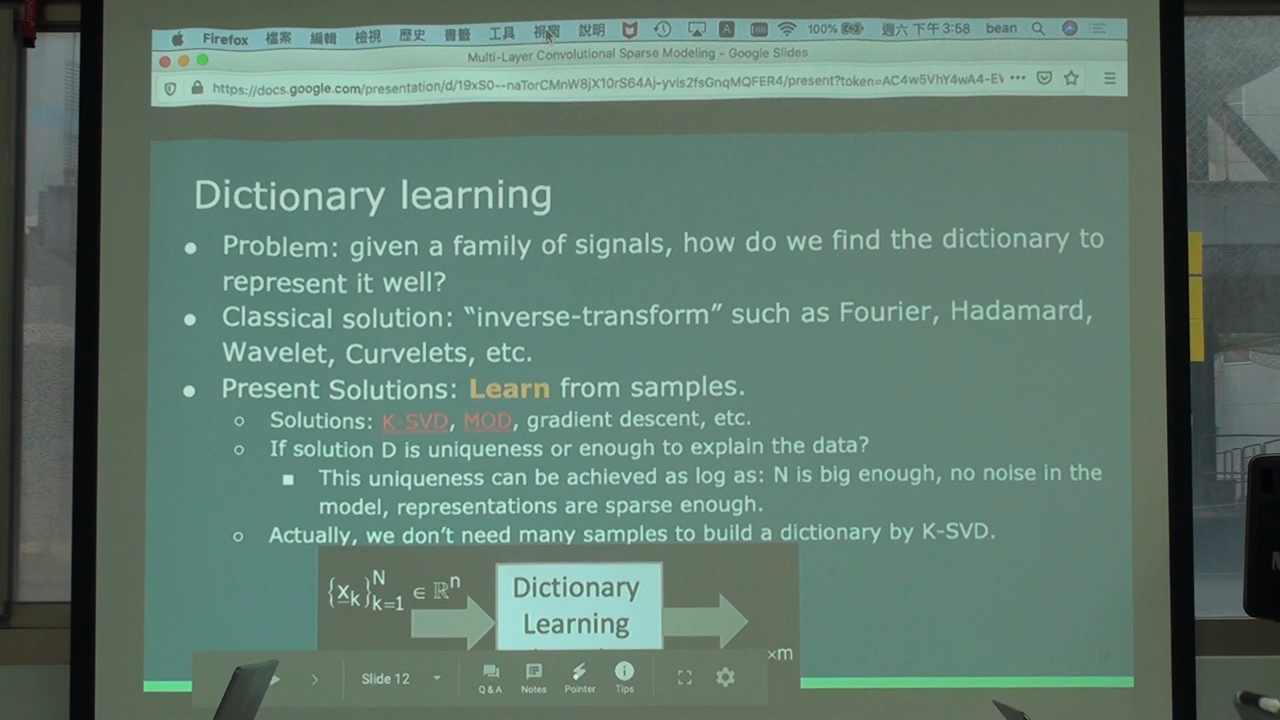 Firefox 檔案 編輯 檢視 歷史 書籤 工具 視窗 說明 A 100% 週六 下午3:58 bean
Multi-Layer Convolutional Sparse Modeling - Google Slides
https://docs.google.com/presentation/d/19xS0--naTorCMnW8jX10rS64Aj-yvis2fsGnqMQFER4/present?token=AC4w5VhY4wA4-EV
Dictionary learning
● Problem: given a family of signals, how do we find the dictionary to
represent it well?
● Classical solution: “inverse-transform” such as Fourier, Hadamard,
Wavelet, Curvelets, etc.
● Present Solutions: Learn from samples.
○ Solutions: K-SVD, MOD, gradient descent, etc.
○ If solution D is uniqueness or enough to explain the data?
■ This uniqueness can be achieved as log as: N is big enough, no noise in the
model, representations are sparse enough.
○ Actually, we don’t need many samples to build a dictionary by K-SVD.
{x_k}_{k=1}^N ∈ ℝ^n
Dictionary
Learning
×m
Slide 12
Q&A Notes Pointer Tips